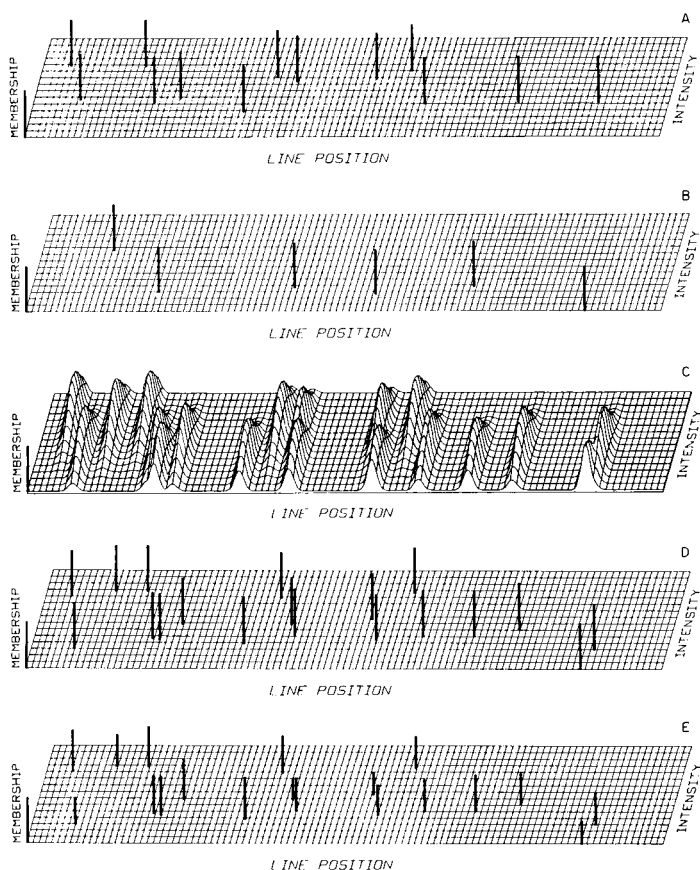 A
MEMBERSHIP
INTENSITY
LINE POSITION
B
MEMBERSHIP
INTENSITY
LINE POSITION
C
MEMBERSHIP
INTENSITY
LINE POSITION
D
MEMBERSHIP
INTENSITY
LINE POSITION
E
MEMBERSHIP
INTENSITY
LINE POSITION